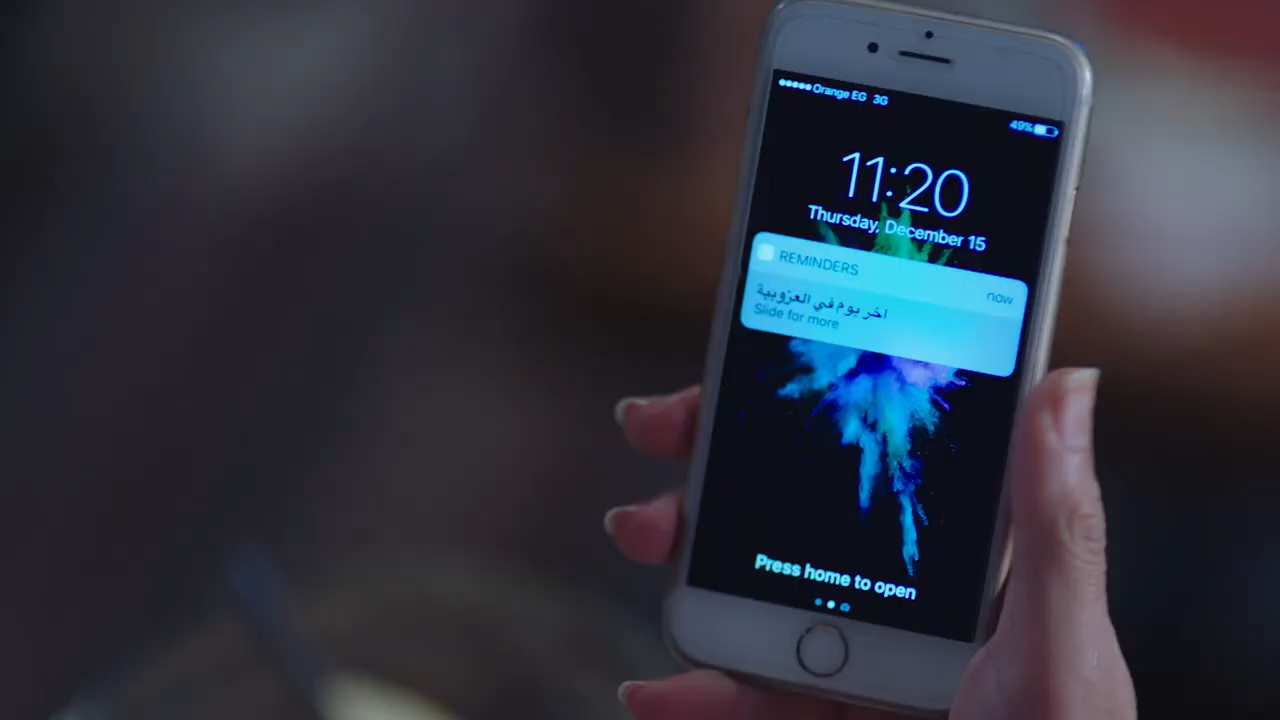 Orange EG 3G
49%
11:20
Thursday, December 15
REMINDERS
now
اخر يوم في العزوبية
Slide for more
Press home to open